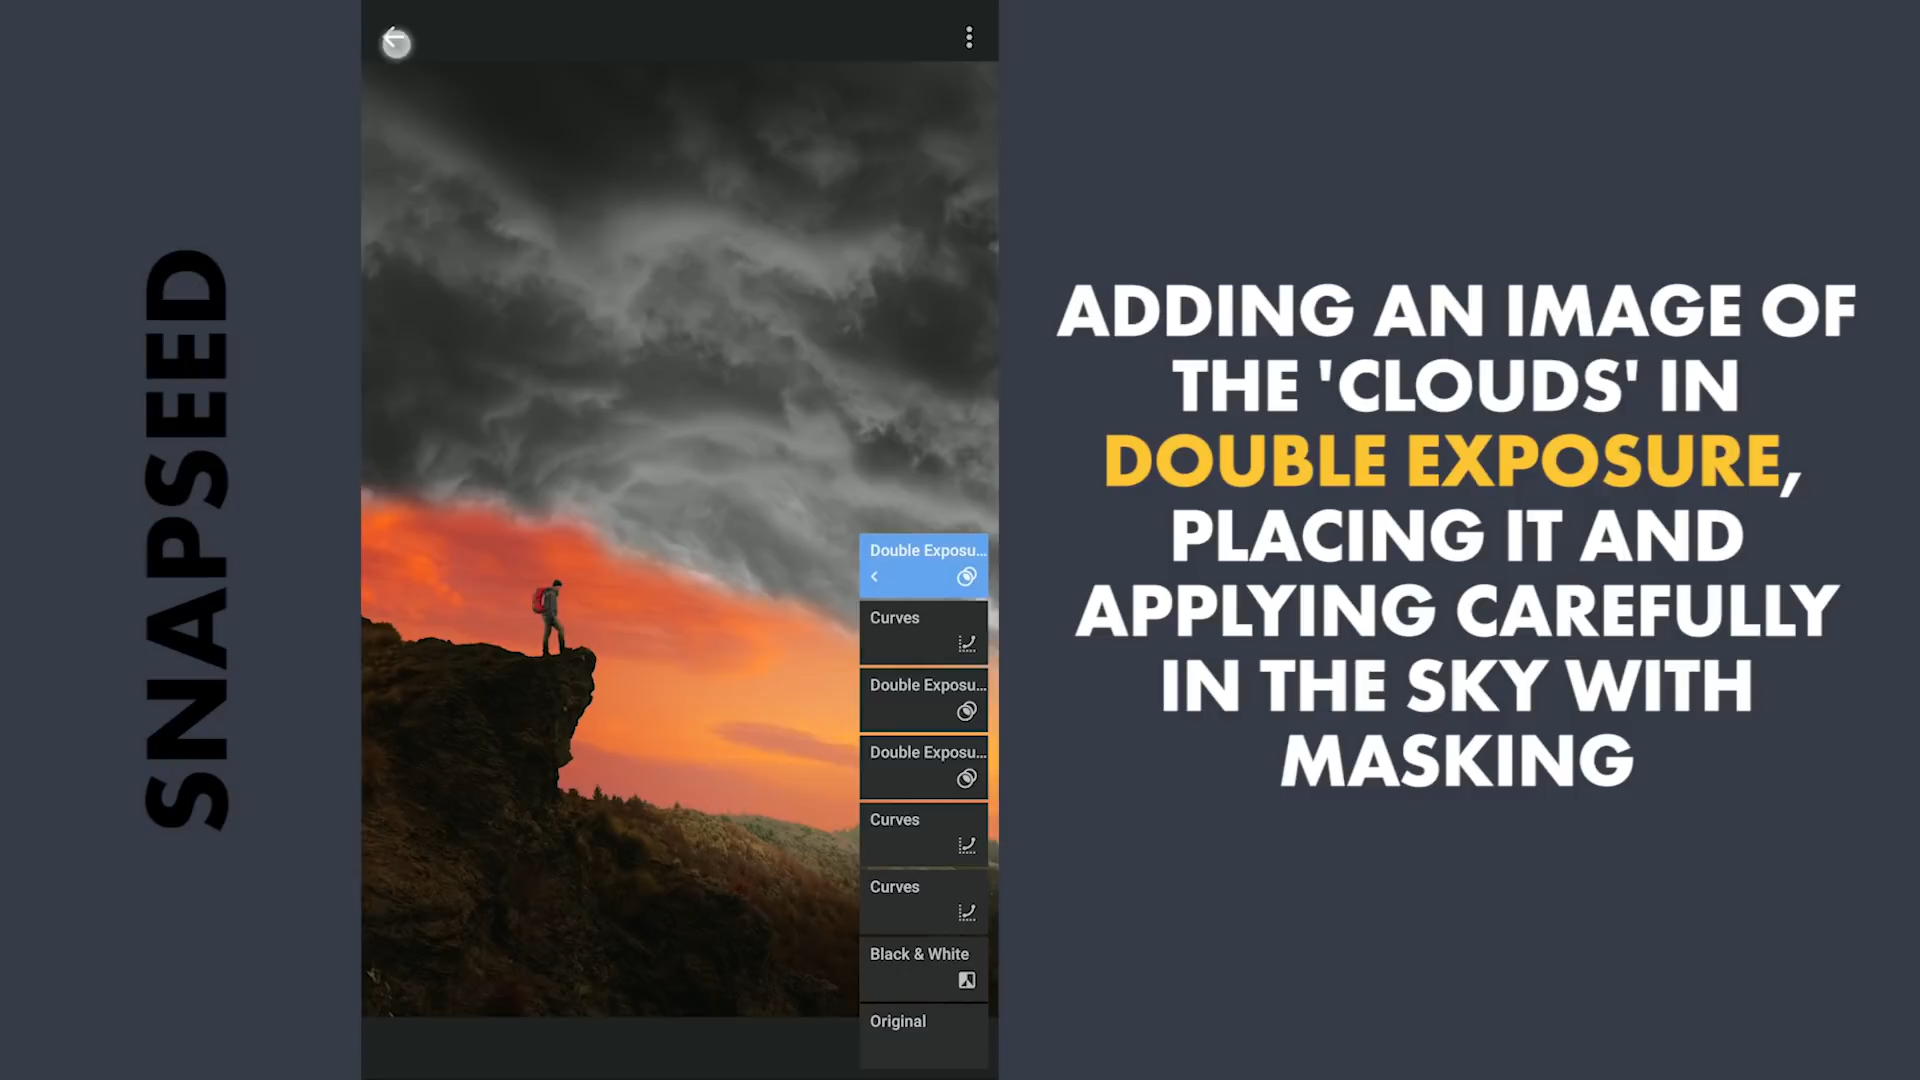 SNAPSEED
Double Exposu...
Curves
Double Exposu...
Double Exposu...
Curves
Curves
Black & White
Original
ADDING AN IMAGE OF
THE 'CLOUDS' IN
DOUBLE EXPOSURE,
PLACING IT AND
APPLYING CAREFULLY
IN THE SKY WITH
MASKING